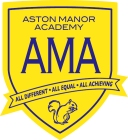 ASTON MANOR
ACADEMY
AMA
ALL DIFFERENT • ALL EQUAL • ALL ACHIEVING